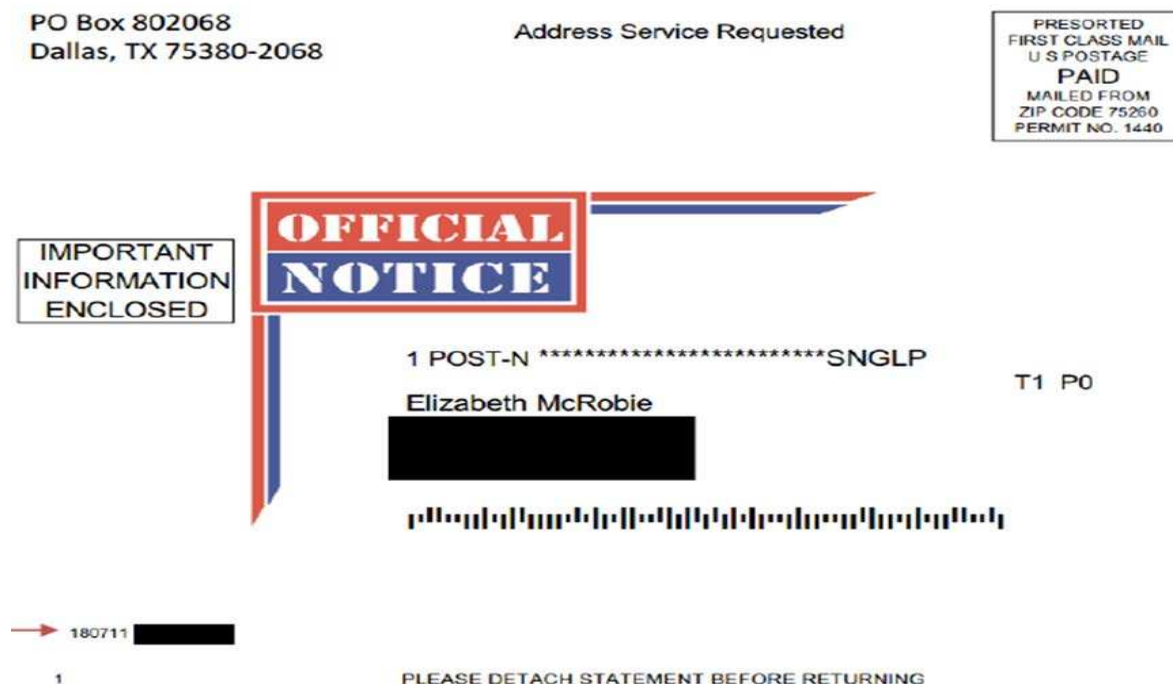 PO Box 802068
Dallas, TX 75380-2068
Address Service Requested
PRESORTED
FIRST CLASS MAIL
U S POSTAGE
PAID
MAILED FROM
ZIP CODE 75260
PERMIT NO. 1440
OFFICIAL
NOTICE
IMPORTANT
INFORMATION
ENCLOSED
1 POST-N *************************SNGLP
T1 P0
Elizabeth McRobie
180711
1 PLEASE DETACH STATEMENT BEFORE RETURNING